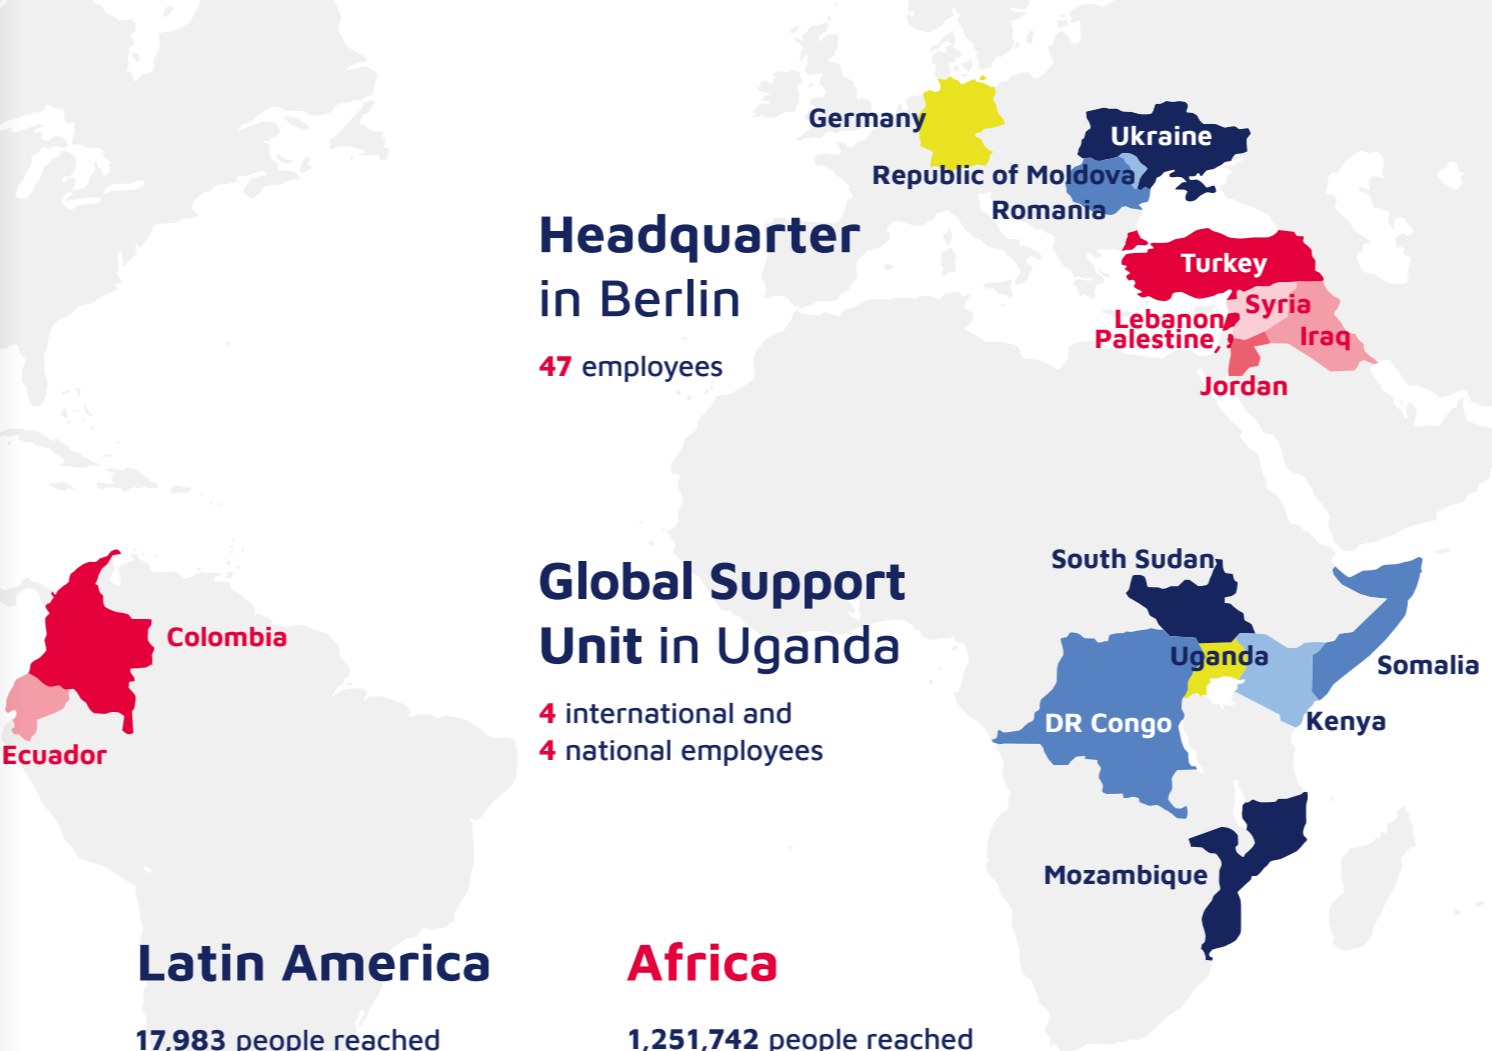 Germany
Ukraine
Republic of Moldova
Romania
Headquarter
in Berlin
47 employees
Turkey
Syria
Lebanon
Palestine,
Iraq
Jordan
South Sudan
Global Support
Unit in Uganda
4 international and
4 national employees
Colombia
Ecuador
Uganda
Somalia
DR Congo
Kenya
Mozambique
Latin America
17,983 people reached
Africa
1,251,742 people reached